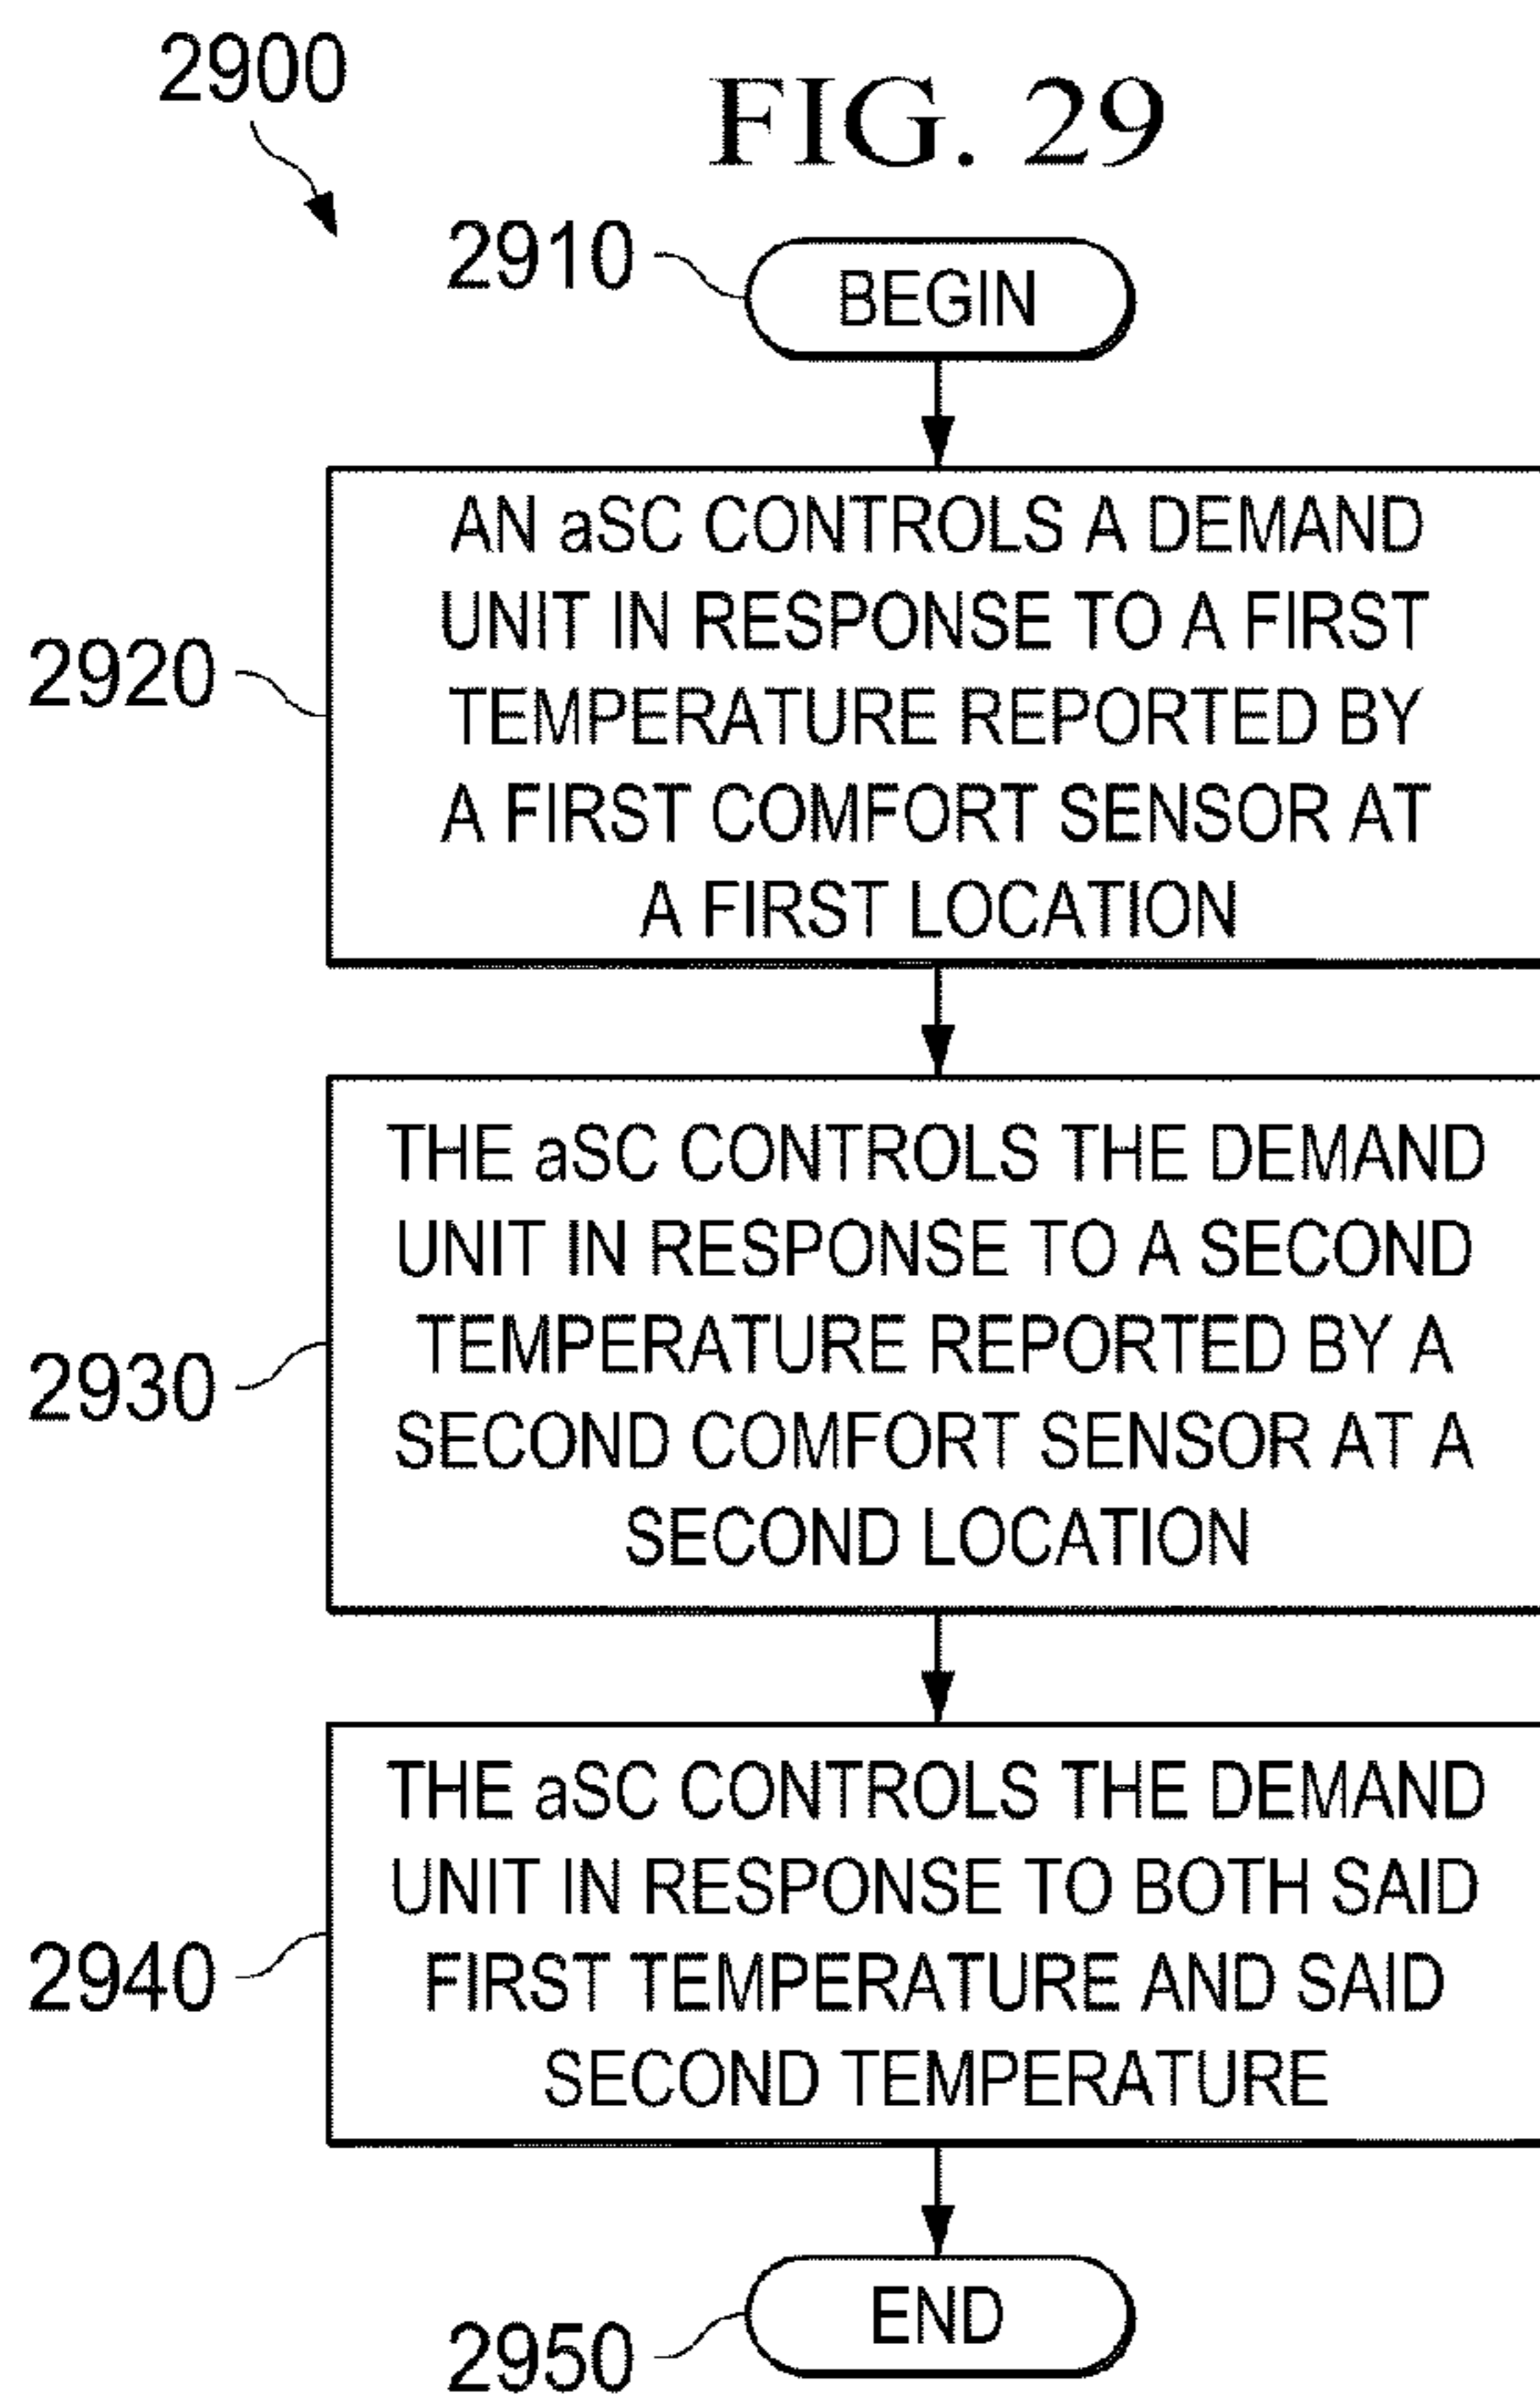 2900
FIG. 29
2910
BEGIN
AN aSC CONTROLS A DEMAND
UNIT IN RESPONSE TO A FIRST
2920
TEMPERATURE REPORTED BY
A FIRST COMFORT SENSOR AT
A FIRST LOCATION
THE aSC CONTROLS THE DEMAND
UNIT IN RESPONSE TO A SECOND
TEMPERATURE REPORTED BY A
2930
SECOND COMFORT SENSOR AT A
SECOND LOCATION
THE aSC CONTROLS THE DEMAND
UNIT IN RESPONSE TO BOTH SAID
2940
FIRST TEMPERATURE AND SAID
SECOND TEMPERATURE
END
2950